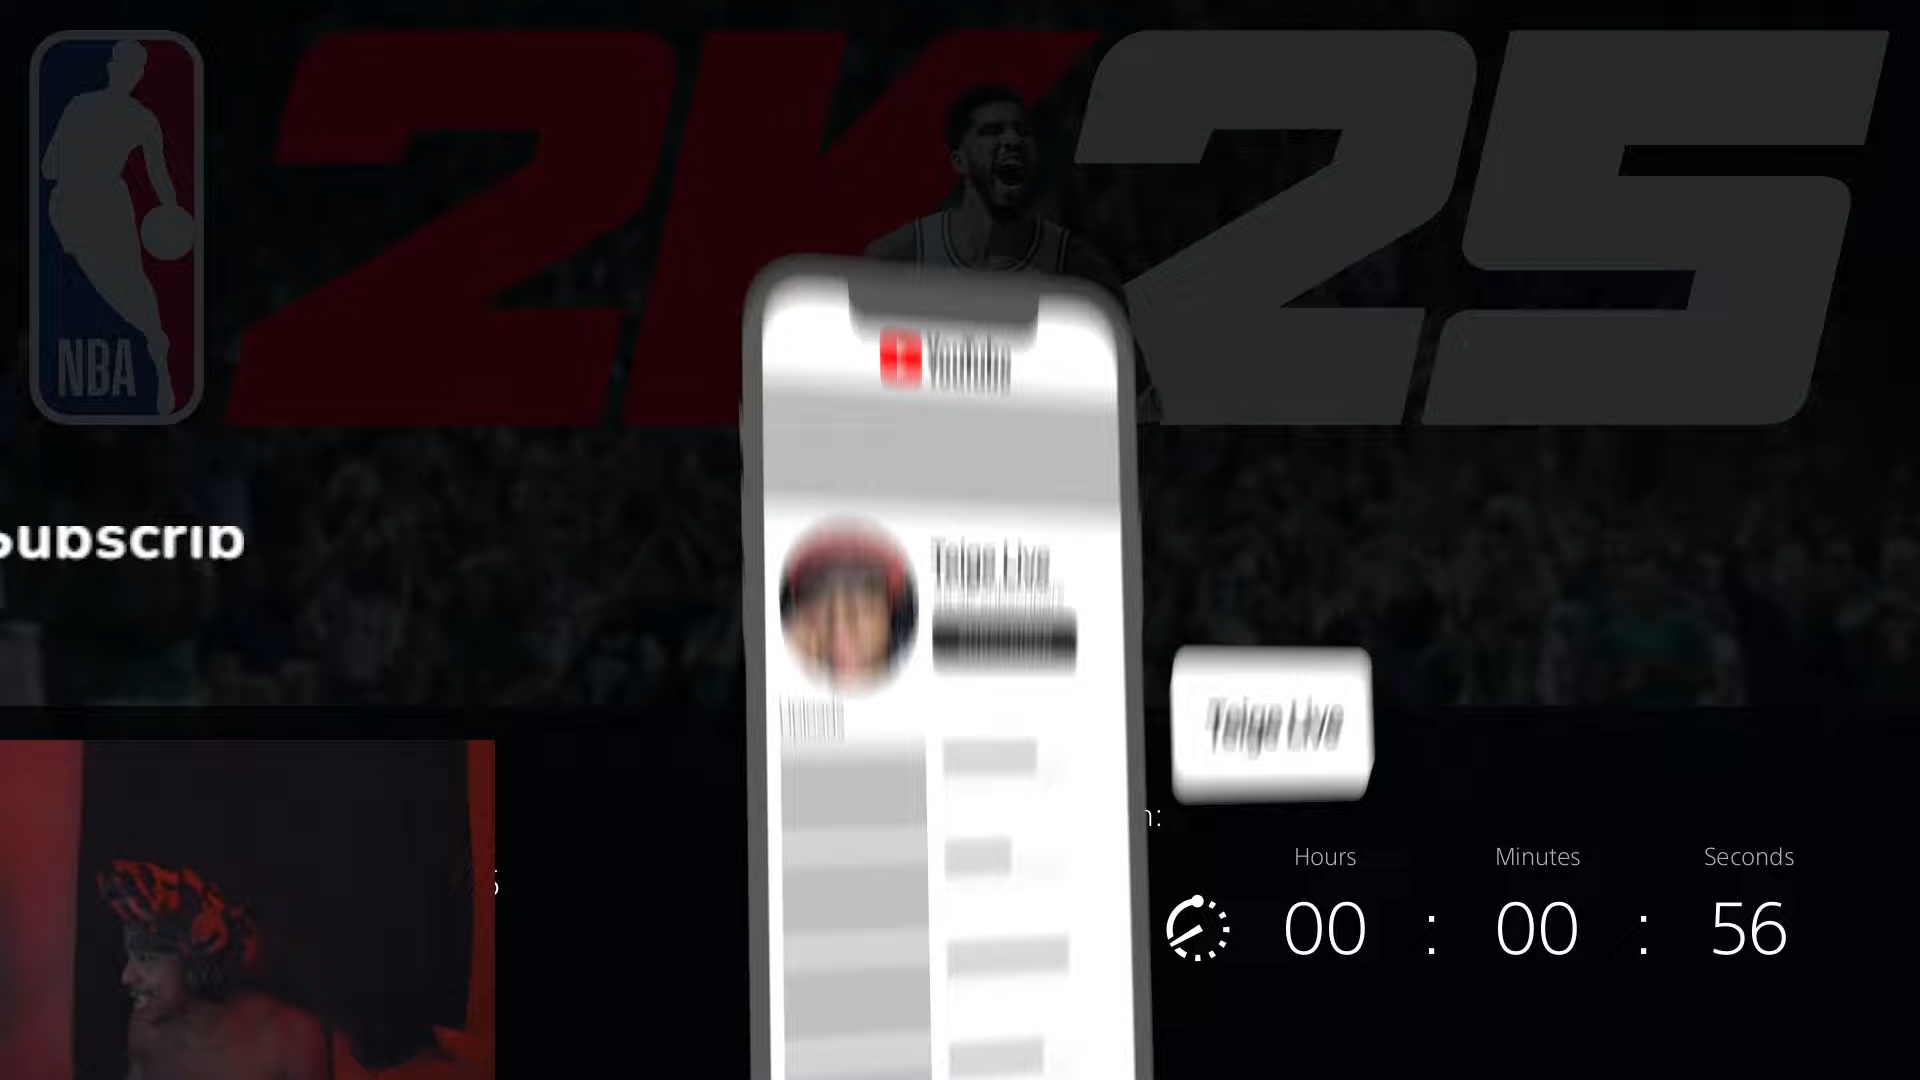 NBA
2K25
YouTube
Subscrib
Teige Live
Teige Live
n:
Hours Minutes Seconds
00 : 00 : 56